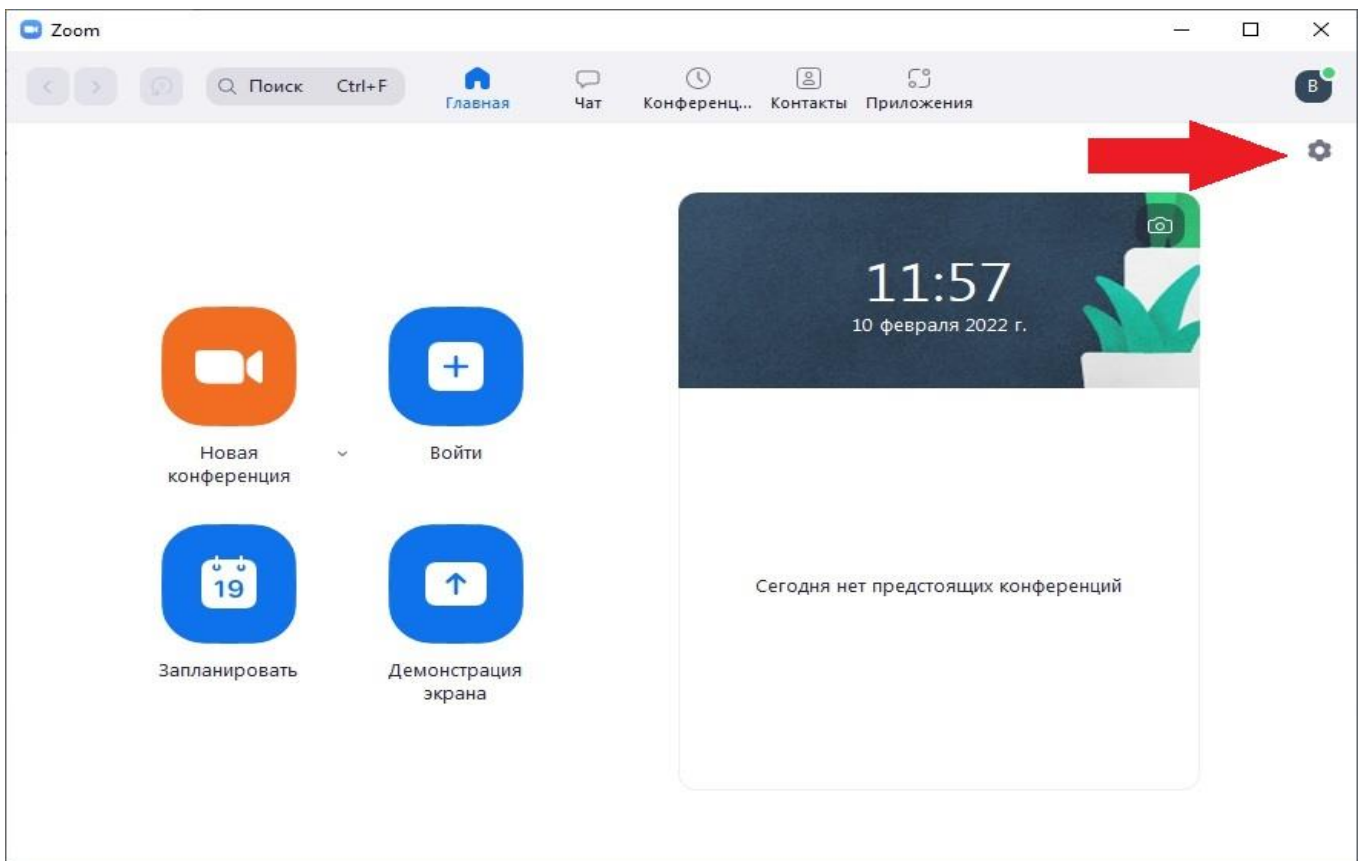 Zoom
Поиск Ctrl+F
Главная
Чат
Конференц...
Контакты
Приложения
B
11:57
10 февраля 2022 г.
Новая
конференция
Войти
19
Запланировать
Демонстрация
экрана
Сегодня нет предстоящих конференций